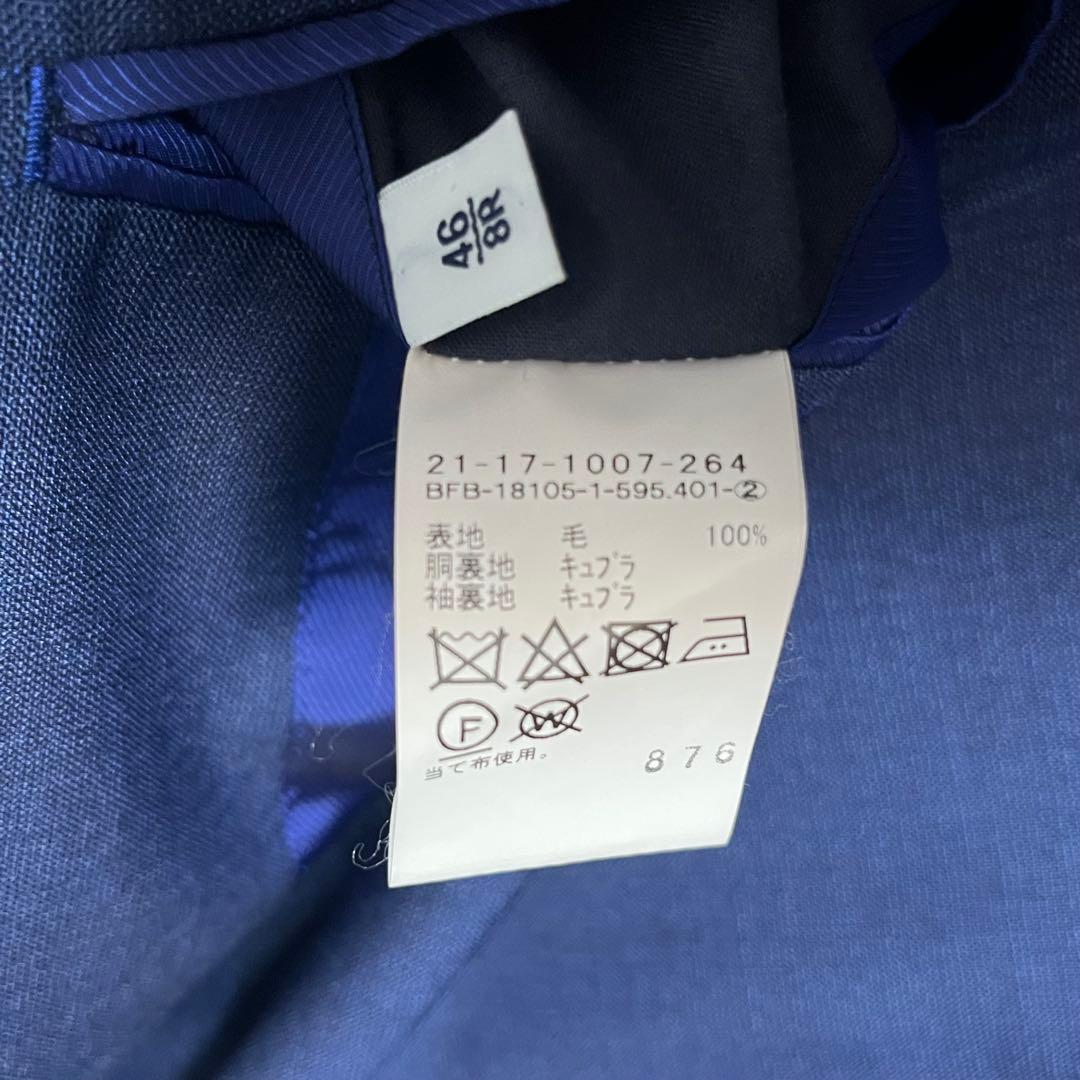 46
8R
21-17-1007-264
BFB-18105-1-595.401-②
表地 毛 100%
胴裏地 キュプラ
袖裏地 キュプラ
F W
当て布使用。
876